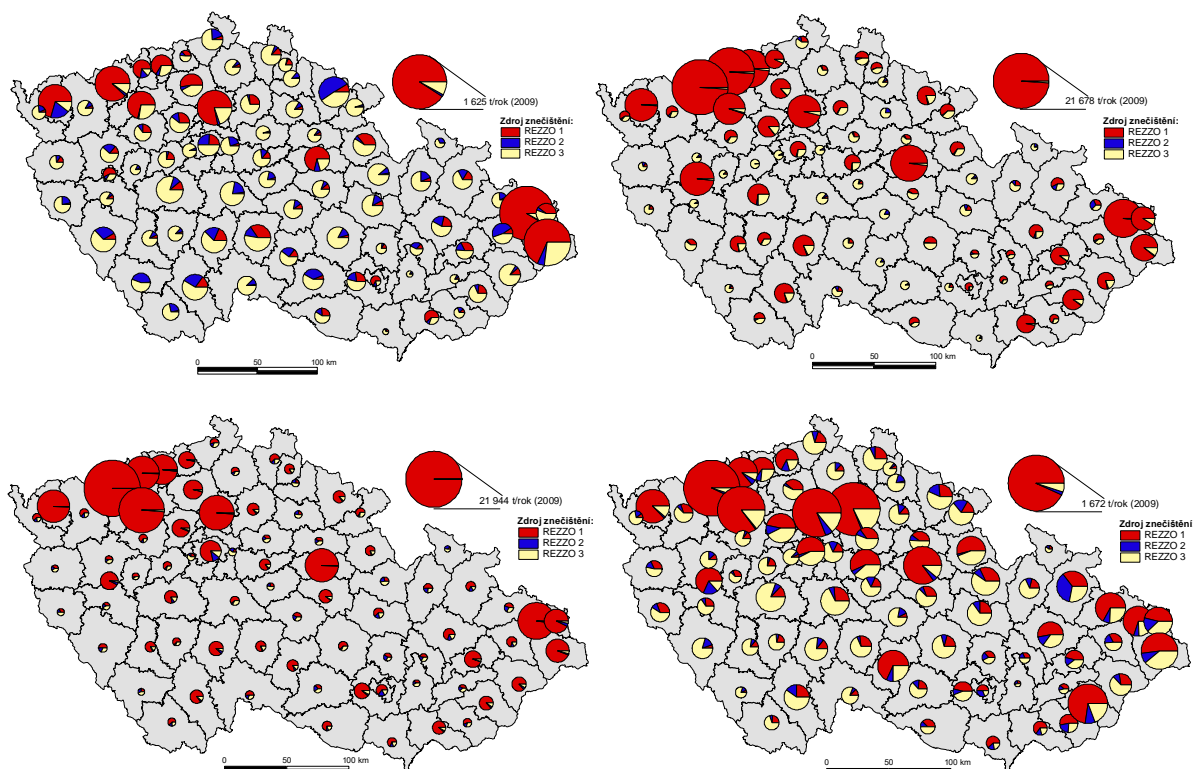 1 625 t/rok (2009)
Zdroj znečištění:
REZZO 1
REZZO 2
REZZO 3
0 50 100 km
21 678 t/rok (2009)
Zdroj znečištění:
REZZO 1
REZZO 2
REZZO 3
0 50 100 km
21 944 t/rok (2009)
Zdroj znečištění:
REZZO 1
REZZO 2
REZZO 3
0 50 100 km
1 672 t/rok (2009)
Zdroj znečištění:
REZZO 1
REZZO 2
REZZO 3
0 50 100 km